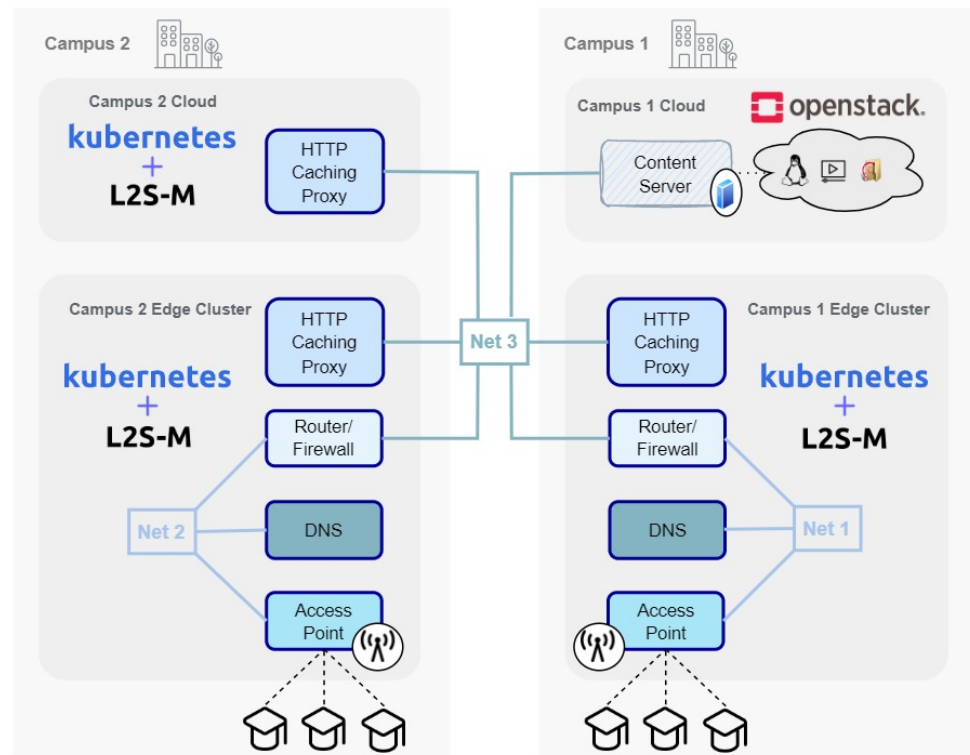 Campus 2
Campus 2 Cloud
kubernetes
+
L2S-M
HTTP
Caching
Proxy
Campus 2 Edge Cluster
kubernetes
+
L2S-M
HTTP
Caching
Proxy
Router/
Firewall
Net 2
DNS
Access
Point
Net 3
Campus 1
Campus 1 Cloud
openstack.
Content
Server
Campus 1 Edge Cluster
HTTP
Caching
Proxy
kubernetes
+
L2S-M
Router/
Firewall
DNS
Net 1
Access
Point